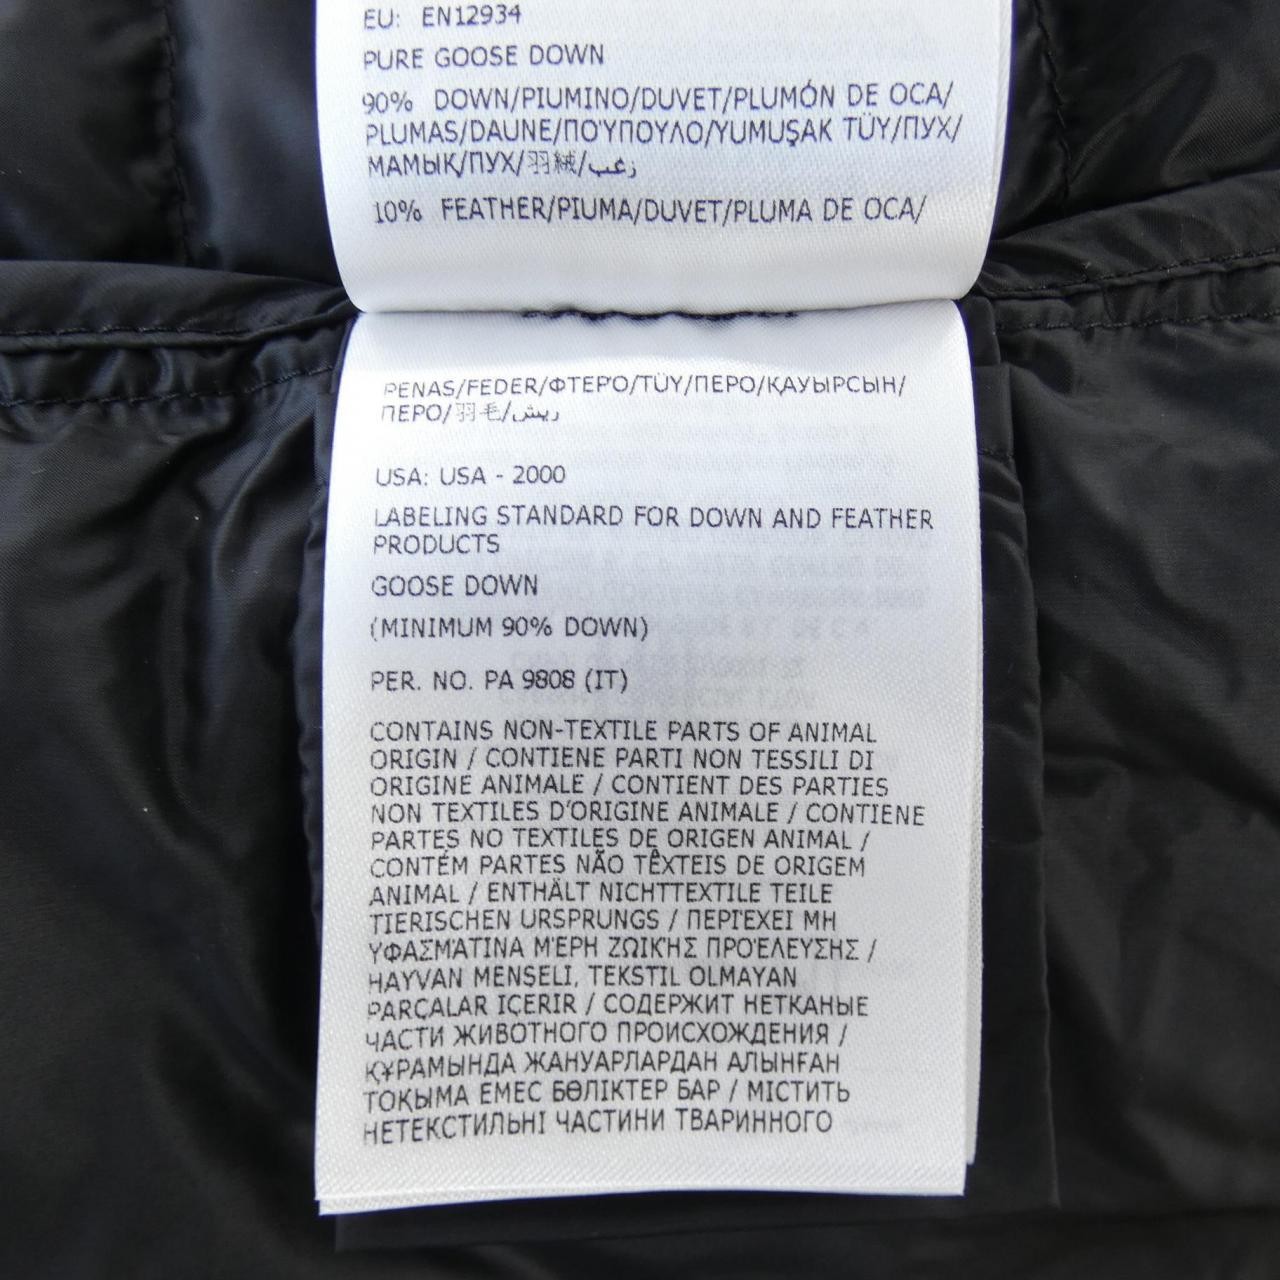 EU: EN12934
PURE GOOSE DOWN
90% DOWN/PIUMINO/DUVET/PLUMÓN DE OCA/
PLUMAS/DAUNE/ΠΟΎΠΟΥΛΟ/YUMUŞAK TÜY/ПУХ/
МАМЫҚ/ПУХ/羽絨/زغب
10% FEATHER/PIUMA/DUVET/PLUMA DE OCA/
PENAS/FEDER/ΦΤΕΡΌ/TÜY/ПЕРО/ҚАУЫРСЫН/
ПЕРО/羽毛/ريش
USA: USA - 2000
LABELING STANDARD FOR DOWN AND FEATHER
PRODUCTS
GOOSE DOWN
(MINIMUM 90% DOWN)
PER. NO. PA 9808 (IT)
CONTAINS NON-TEXTILE PARTS OF ANIMAL
ORIGIN / CONTIENE PARTI NON TESSILI DI
ORIGINE ANIMALE / CONTIENT DES PARTIES
NON TEXTILES D'ORIGINE ANIMALE / CONTIENE
PARTES NO TEXTILES DE ORIGEN ANIMAL /
CONTÉM PARTES NÃO TÊXTEIS DE ORIGEM
ANIMAL / ENTHÄLT NICHTTEXTILE TEILE
TIERISCHEN URSPRUNGS / ΠΕΡΙΈΧΕΙ ΜΗ
ΥΦΑΣΜΆΤΙΝΑ ΜΈΡΗ ΖΩΙΚΉΣ ΠΡΟΈΛΕΥΣΗΣ /
HAYVAN MENŞELI, TEKSTIL OLMAYAN
PARÇALAR IÇERIR / СОДЕРЖИТ НЕТКАНЫЕ
ЧАСТИ ЖИВОТНОГО ПРОИСХОЖДЕНИЯ /
ҚҰРАМЫНДА ЖАНУАРЛАРДАН АЛЫНҒАН
ТОҚЫМА ЕМЕС БӨЛІКТЕР БАР / МІСТИТЬ
НЕТЕКСТИЛЬНІ ЧАСТИНИ ТВАРИННОГО